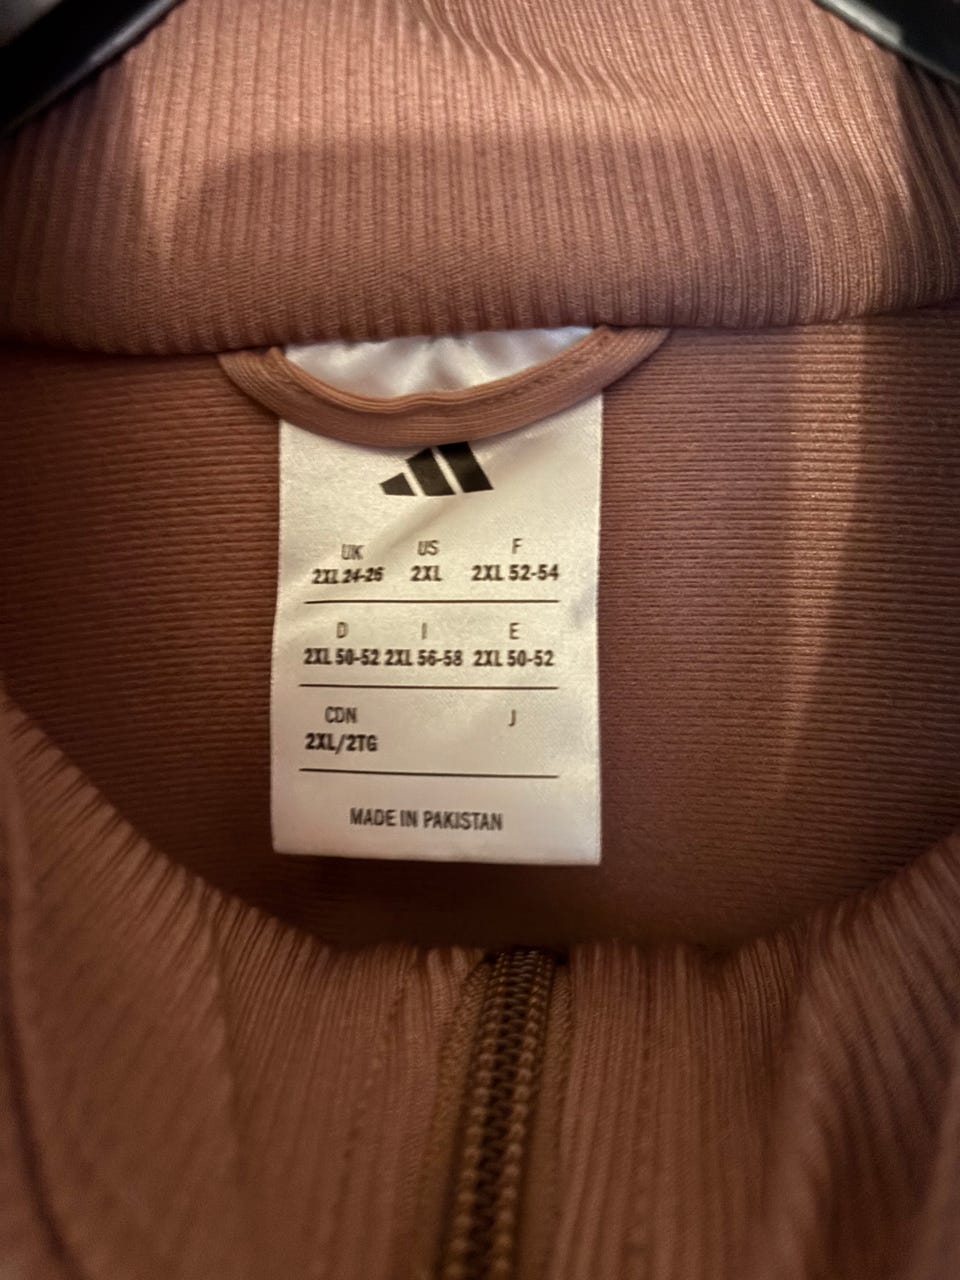 UK US F
2XL 24-26 2XL 2XL 52-54
D I E
2XL 50-52 2XL 56-58 2XL 50-52
CDN J
2XL/2TG
MADE IN PAKISTAN